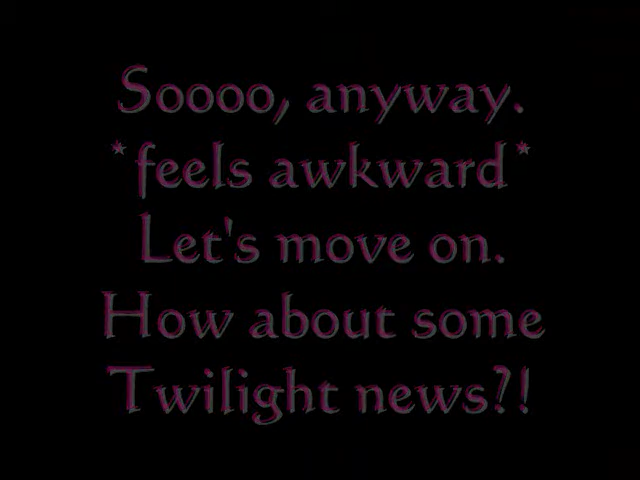 Soooo, anyway.
*feels awkward*
Let's move on.
How about some
Twilight news?!